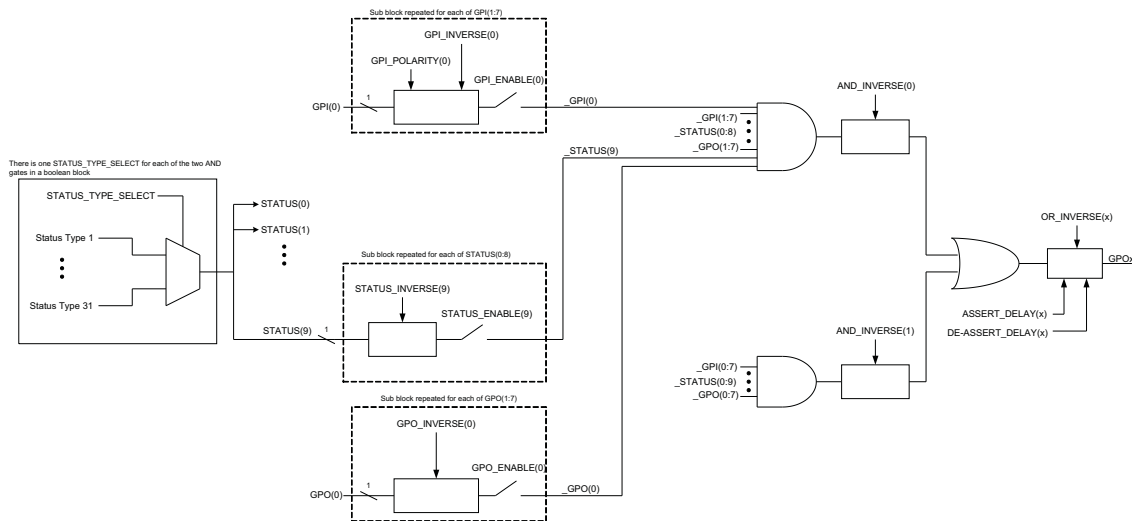 Sub block repeated for each of GPI(1:7)
GPI_INVERSE(0)
GPI_POLARITY(0)
GPI_ENABLE(0)
GPI(0)
1
_GPI(0)
_GPI(1:7)
_STATUS(0:8)
_GPO(1:7)
_STATUS(9)
AND_INVERSE(0)
There is one STATUS_TYPE_SELECT for each of the two AND
gates in a boolean block
STATUS_TYPE_SELECT
Status Type 1
Status Type 31
STATUS(0)
STATUS(1)
STATUS(9)
1
Sub block repeated for each of STATUS(0:8)
STATUS_INVERSE(9)
STATUS_ENABLE(9)
OR_INVERSE(x)
GPOx
ASSERT_DELAY(x)
DE-ASSERT_DELAY(x)
AND_INVERSE(1)
_GPI(0:7)
_STATUS(0:9)
_GPO(0:7)
Sub block repeated for each of GPO(1:7)
GPO_INVERSE(0)
GPO_ENABLE(0)
GPO(0)
1
_GPO(0)